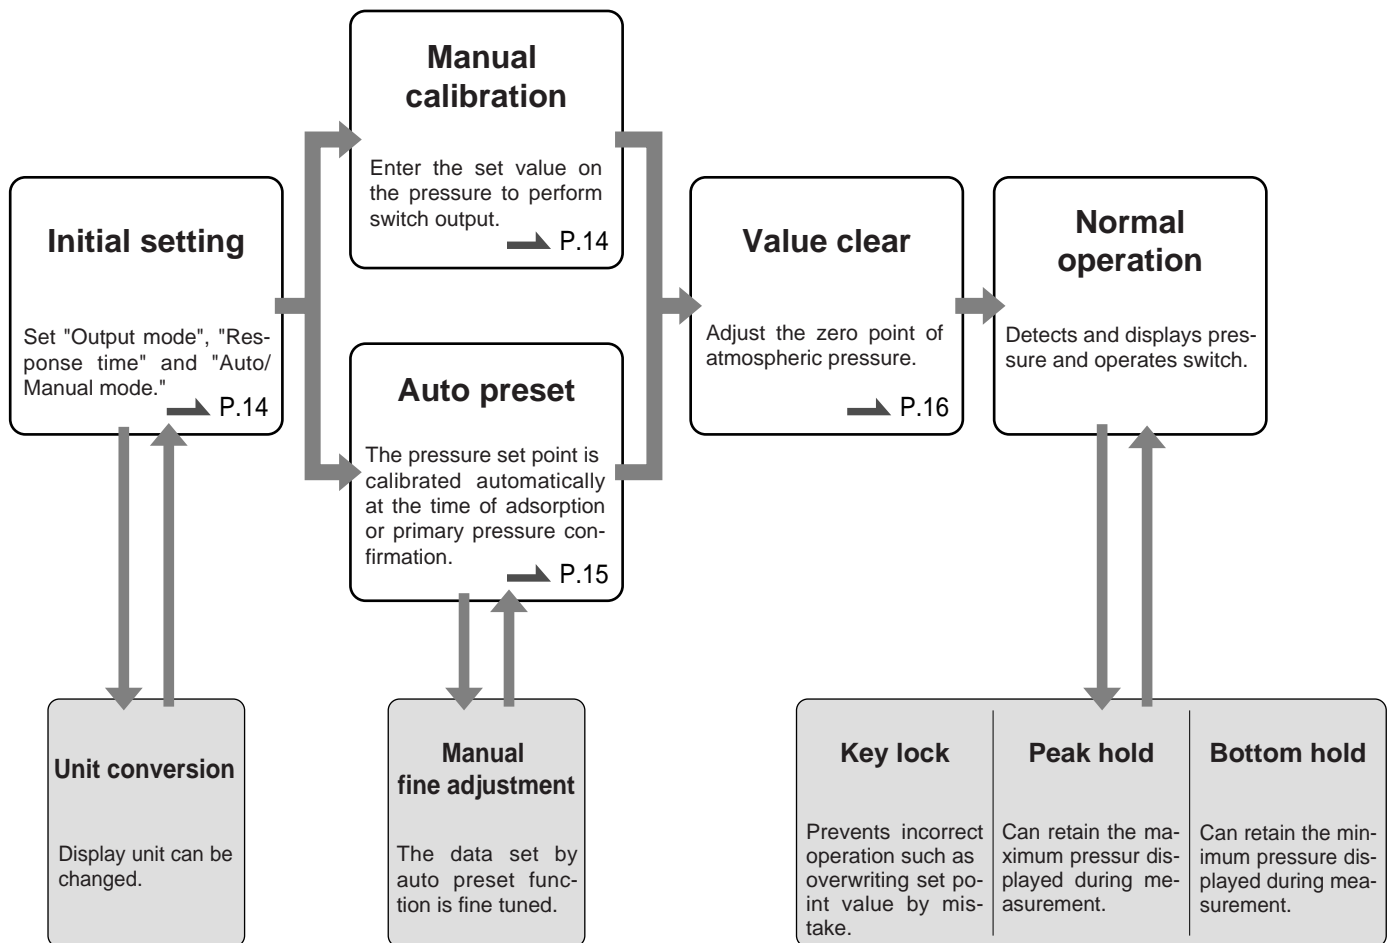 Manual
calibration
Enter the set value on
the pressure to perform
switch output.
P.14
Initial setting
Set "Output mode", "Res-
ponse time" and "Auto/
Manual mode."
P.14
Auto preset
The pressure set point is
calibrated automatically
at the time of adsorption
or primary pressure con-
firmation.
P.15
Value clear
Adjust the zero point of
atmospheric pressure.
P.16
Normal
operation
Detects and displays pres-
sure and operates switch.
Unit conversion
Display unit can be
changed.
Manual
fine adjustment
The data set by
auto preset func-
tion is fine tuned.
Key lock
Prevents incorrect
operation such as
overwriting set po-
int value by mis-
take.
Peak hold
Can retain the ma-
ximum pressur dis-
played during me-
asurement.
Bottom hold
Can retain the min-
imum pressure dis-
played during mea-
surement.